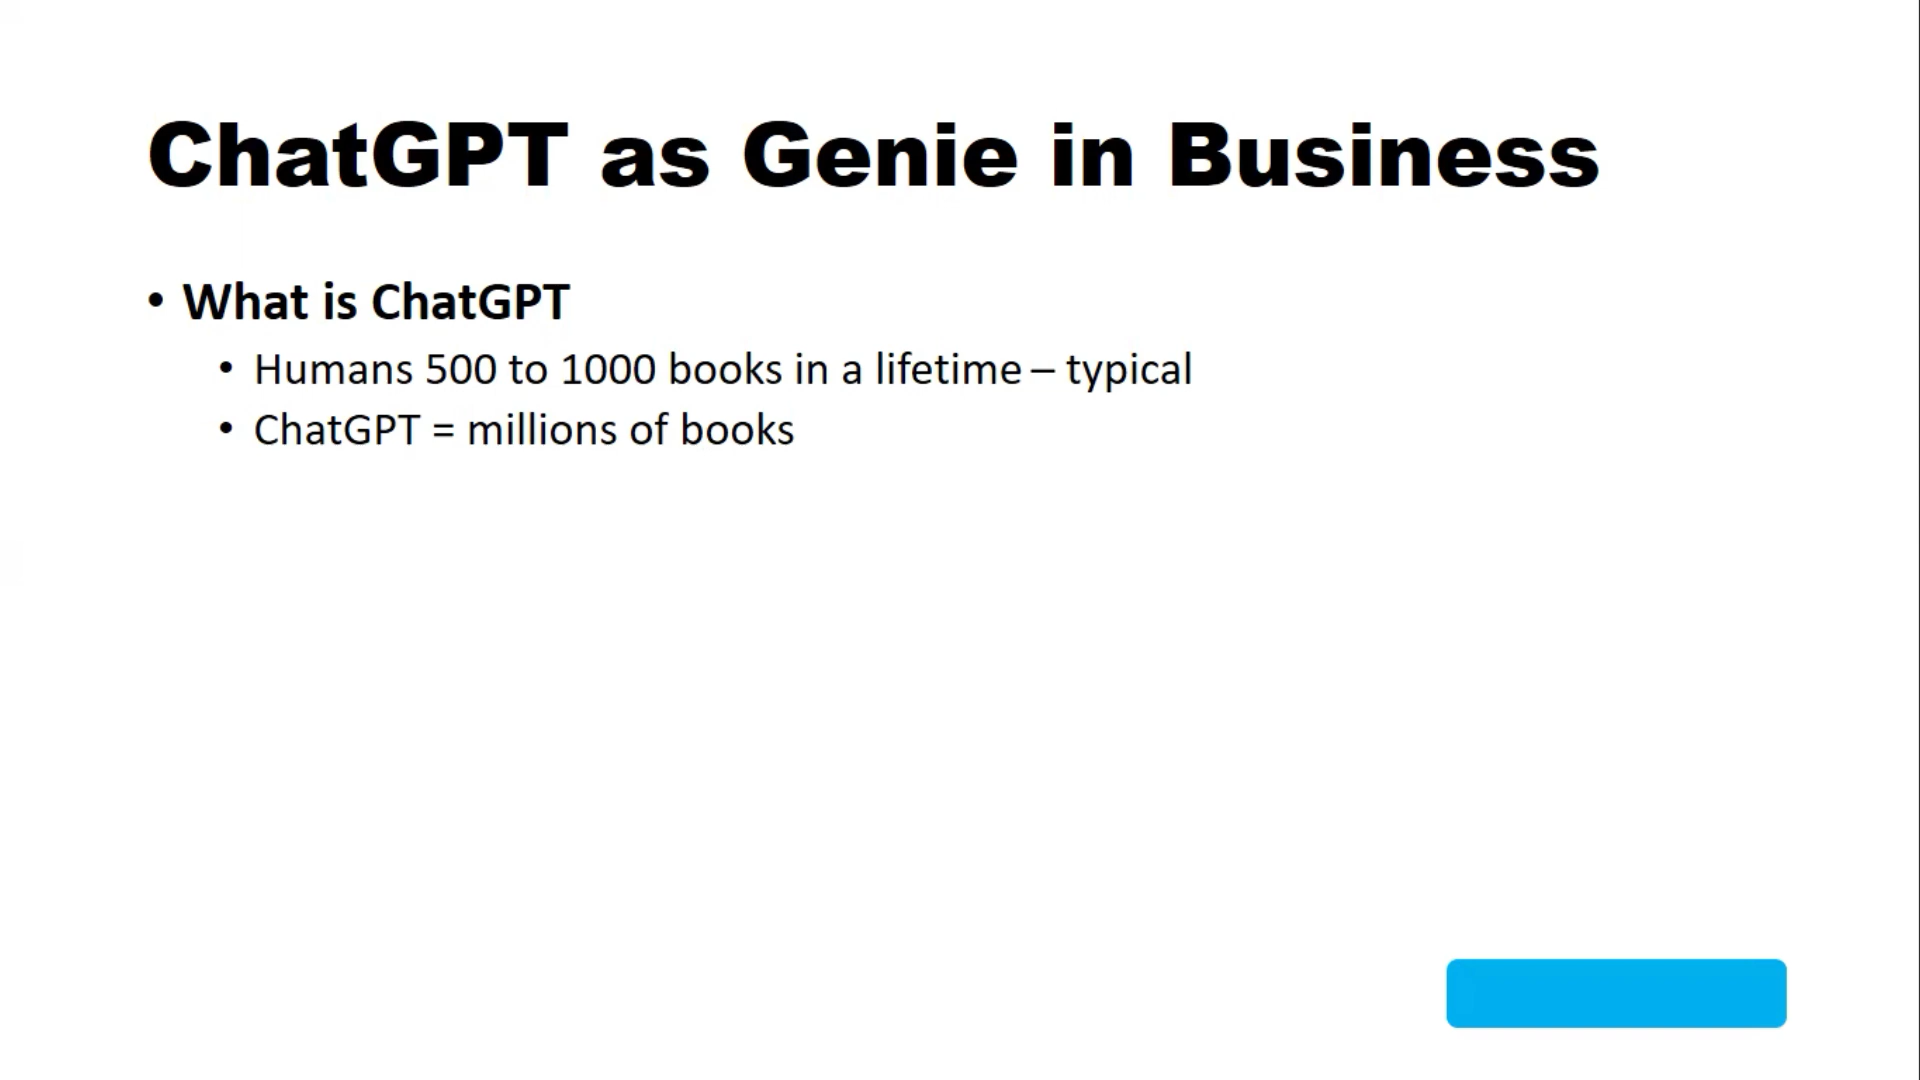 ChatGPT as Genie in Business
• What is ChatGPT
• Humans 500 to 1000 books in a lifetime – typical
• ChatGPT = millions of books